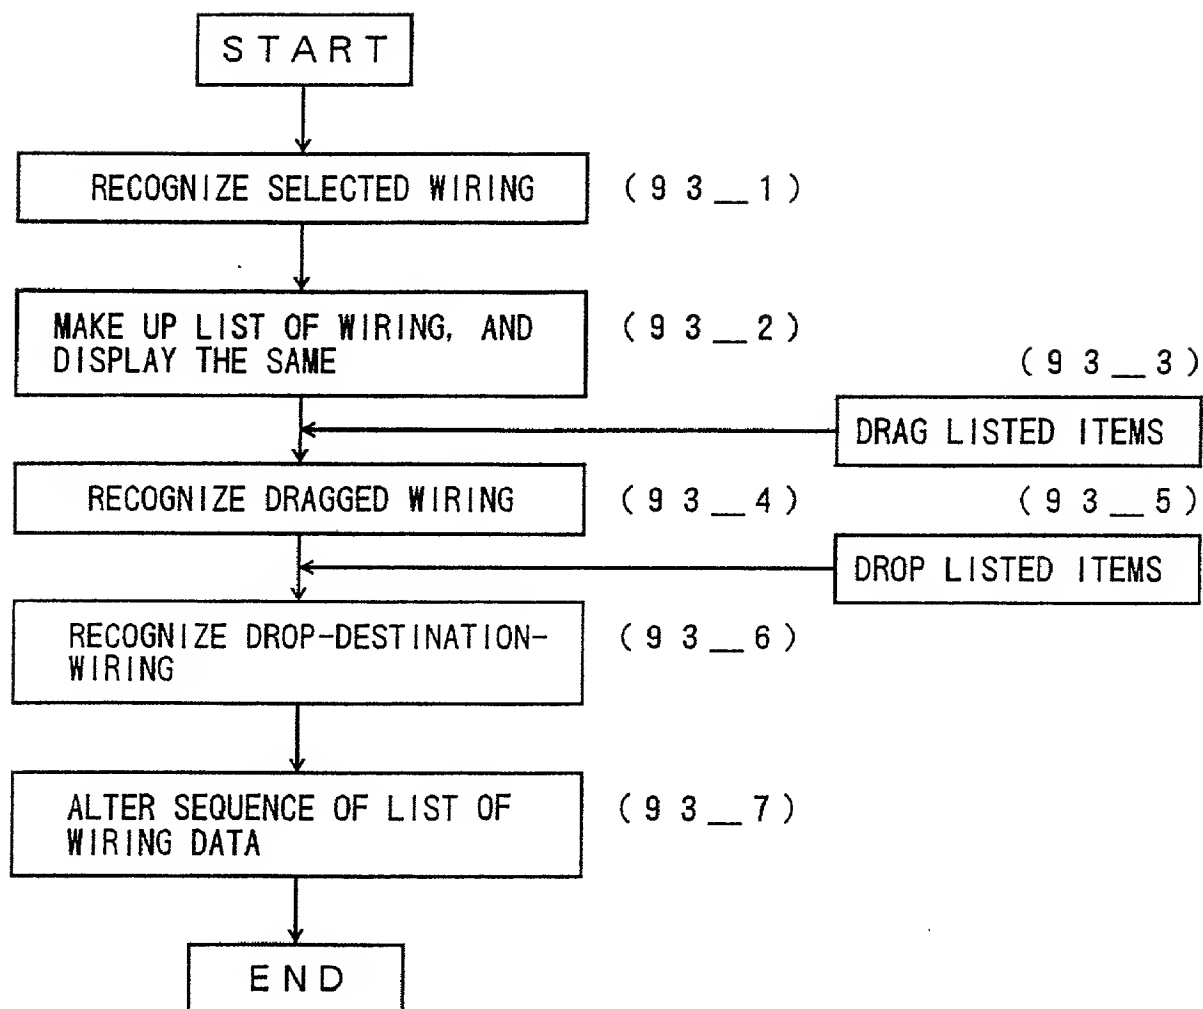 START
RECOGNIZE SELECTED WIRING
(93_1)
MAKE UP LIST OF WIRING, AND
DISPLAY THE SAME
(93_2)
(93_3)
DRAG LISTED ITEMS
RECOGNIZE DRAGGED WIRING
(93_4)
(93_5)
DROP LISTED ITEMS
RECOGNIZE DROP-DESTINATION-
WIRING
(93_6)
ALTER SEQUENCE OF LIST OF
WIRING DATA
(93_7)
END